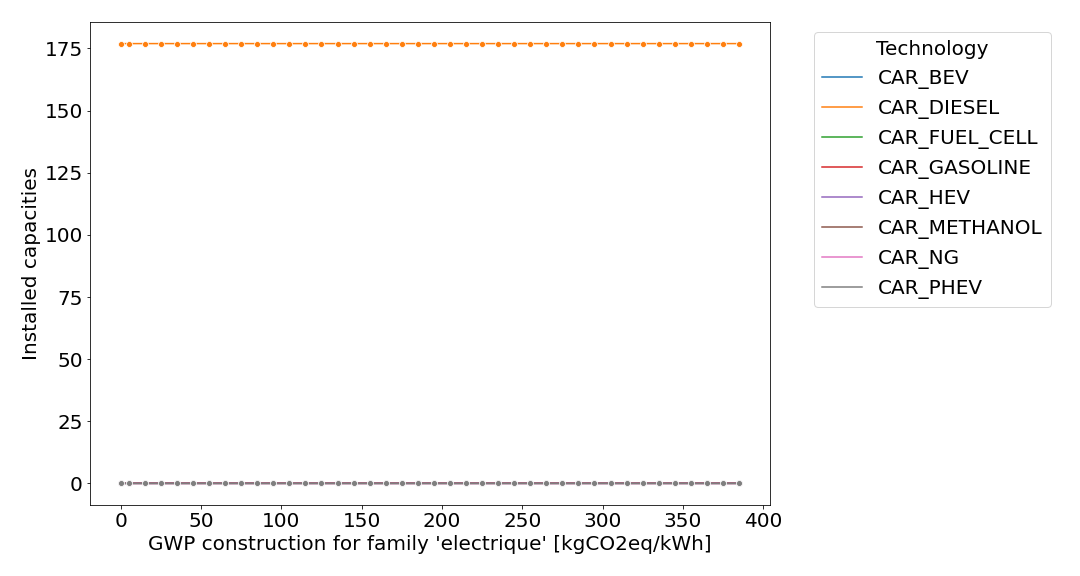 175
150
125
100
75
50
25
0
Installed capacities
0 50 100 150 200 250 300 350 400
GWP construction for family 'electrique' [kgCO2eq/kWh]
Technology
CAR_BEV
CAR_DIESEL
CAR_FUEL_CELL
CAR_GASOLINE
CAR_HEV
CAR_METHANOL
CAR_NG
CAR_PHEV